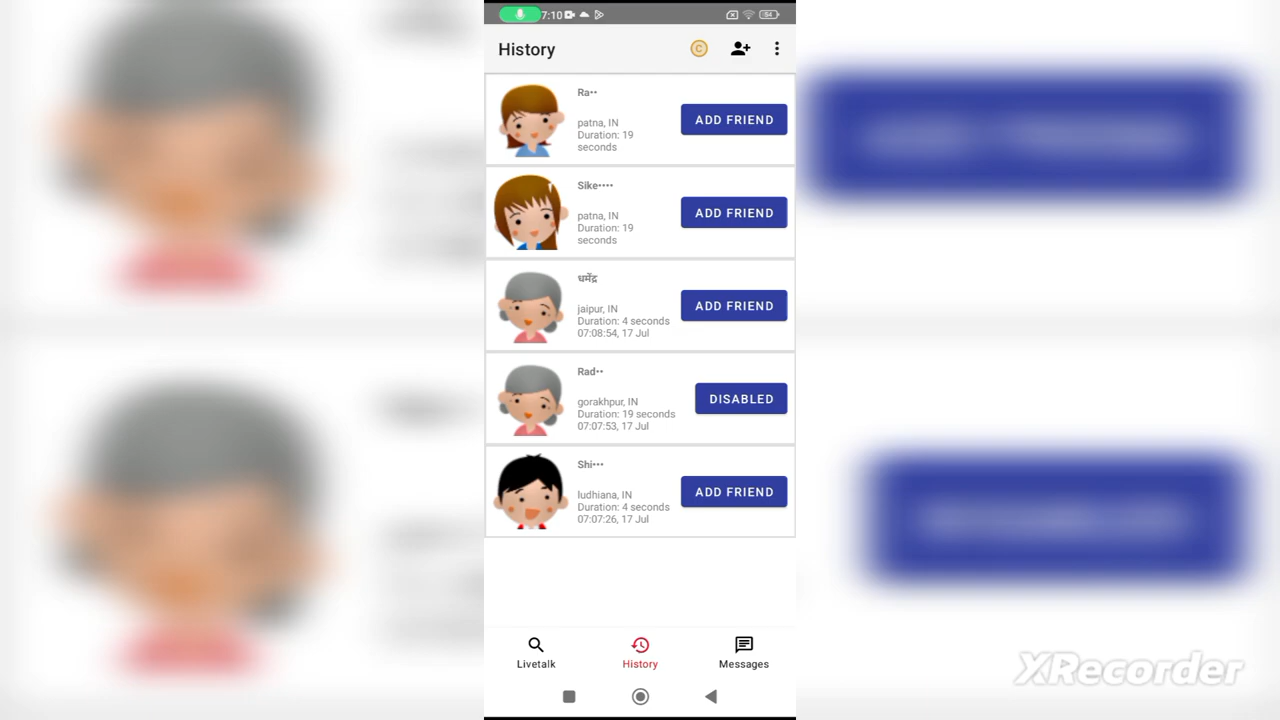 7:10
54
History
C
Ra··
patna, IN
Duration: 19
seconds
ADD FRIEND
Sike····
patna, IN
Duration: 19
seconds
ADD FRIEND
धर्मेंद्र
jaipur, IN
Duration: 4 seconds
07:08:54, 17 Jul
ADD FRIEND
Rad··
gorakhpur, IN
Duration: 19 seconds
07:07:53, 17 Jul
DISABLED
Shi···
ludhiana, IN
Duration: 4 seconds
07:07:26, 17 Jul
ADD FRIEND
Livetalk
History
Messages
XRecorder